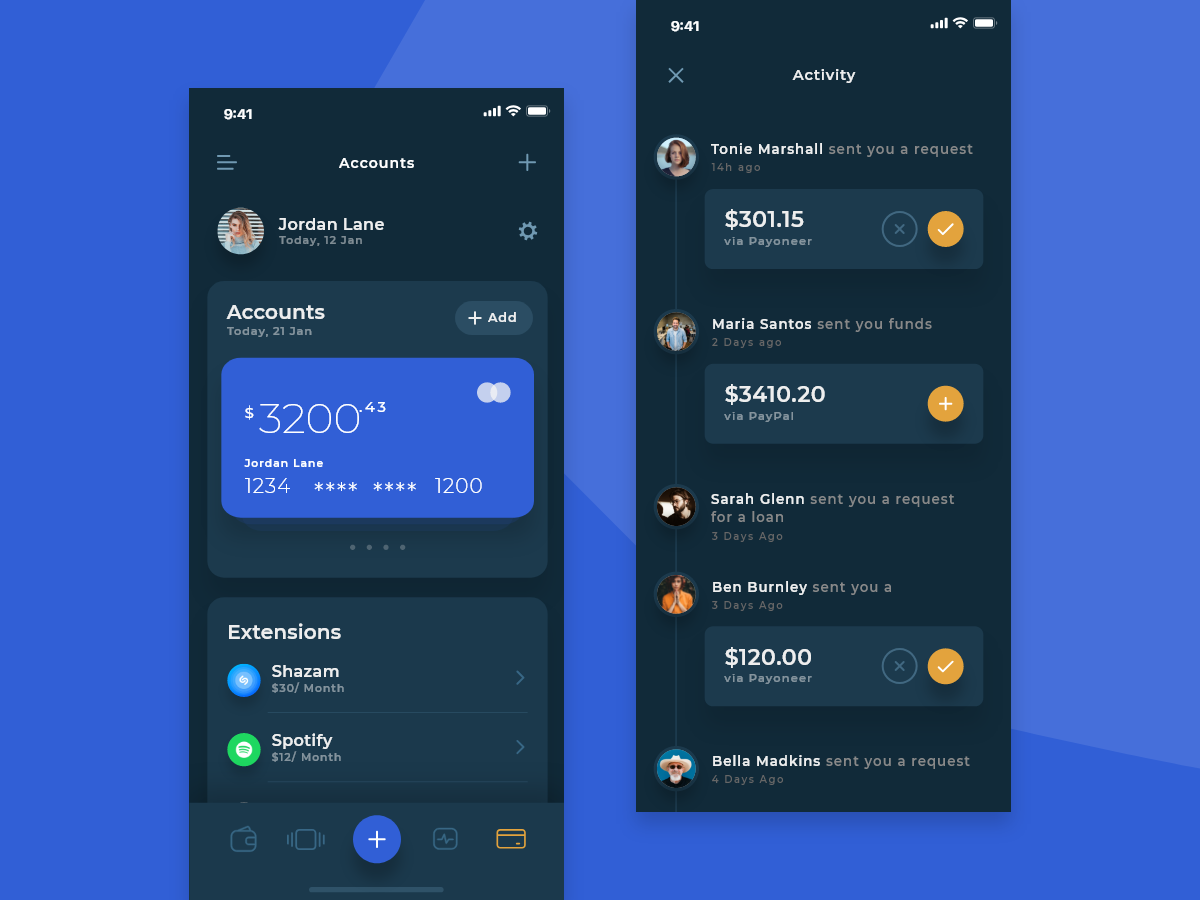 9:41
Accounts
Jordan Lane
Today, 12 Jan
Accounts
Today, 21 Jan
Add
$3200.43
Jordan Lane
1234 **** **** 1200
Extensions
Shazam
$30/ Month
Spotify
$12/ Month
9:41
Activity
Tonie Marshall sent you a request
14h ago
$301.15
via Payoneer
Maria Santos sent you funds
2 Days ago
$3410.20
via PayPal
Sarah Glenn sent you a request
for a loan
3 Days Ago
Ben Burnley sent you a
3 Days Ago
$120.00
via Payoneer
Bella Madkins sent you a request
4 Days Ago